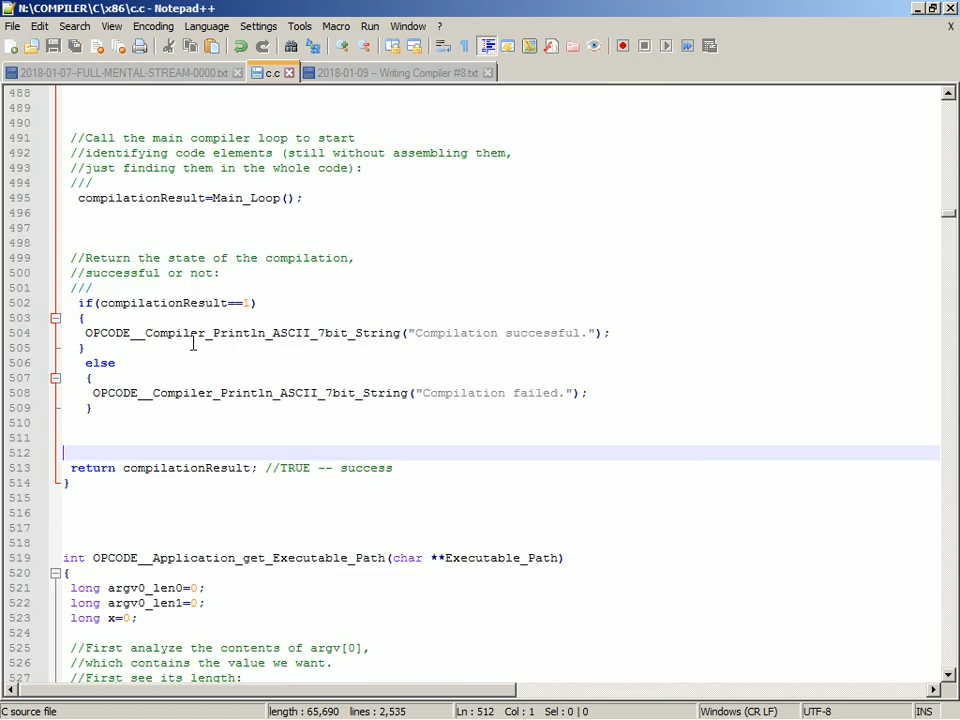 N:\COMPILER\C\x86\c.c - Notepad++
File Edit Search View Encoding Language Settings Tools Macro Run Window ? X
2018-01-07-FULL-MENTAL-STREAM-0000.txt c.c 2018-01-09 -- Writing Compiler #8.txt
488
489
490
491 //Call the main compiler loop to start
492 //identifying code elements (still without assembling them,
493 //just finding them in the whole code):
494 ///
495 compilationResult=Main_Loop();
496
497
498
499 //Return the state of the compilation,
500 //successful or not:
501 ///
502 if(compilationResult==1)
503 {
504 OPCODE__Compiler_Println_ASCII_7bit_String("Compilation successful.");
505 }
506 else
507 {
508 OPCODE__Compiler_Println_ASCII_7bit_String("Compilation failed.");
509 }
510
511
512
513 return compilationResult; //TRUE -- success
514 }
515
516
517
518
519 int OPCODE__Application_get_Executable_Path(char **Executable_Path)
520 {
521 long argv0_len0=0;
522 long argv0_len1=0;
523 long x=0;
524
525 //First analyze the contents of argv[0],
526 //which contains the value we want.
527 //First see its length:
C source file length : 65,690 lines : 2,535 Ln : 512 Col : 1 Sel : 0 | 0 Windows (CR LF) UTF-8 INS